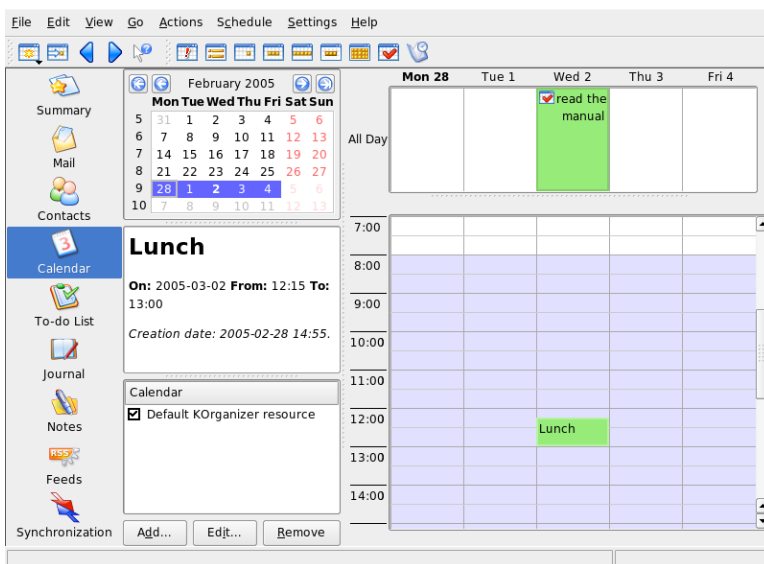 File Edit View Go Actions Schedule Settings Help
Summary
Mail
Contacts
3
Calendar
To-do List
Journal
Notes
RSS
Feeds
Synchronization
February 2005
Mon Tue Wed Thu Fri Sat Sun
5 31 1 2 3 4 5 6
6 7 8 9 10 11 12 13
7 14 15 16 17 18 19 20
8 21 22 23 24 25 26 27
9 28 1 2 3 4 5 6
10 7 8 9 10 11 12 13
Lunch
On: 2005-03-02 From: 12:15 To:
13:00
Creation date: 2005-02-28 14:55.
Calendar
Default KOrganizer resource
Add... Edit... Remove
Mon 28 Tue 1 Wed 2 Thu 3 Fri 4
All Day
read the
manual
7:00
8:00
9:00
10:00
11:00
12:00
Lunch
13:00
14:00